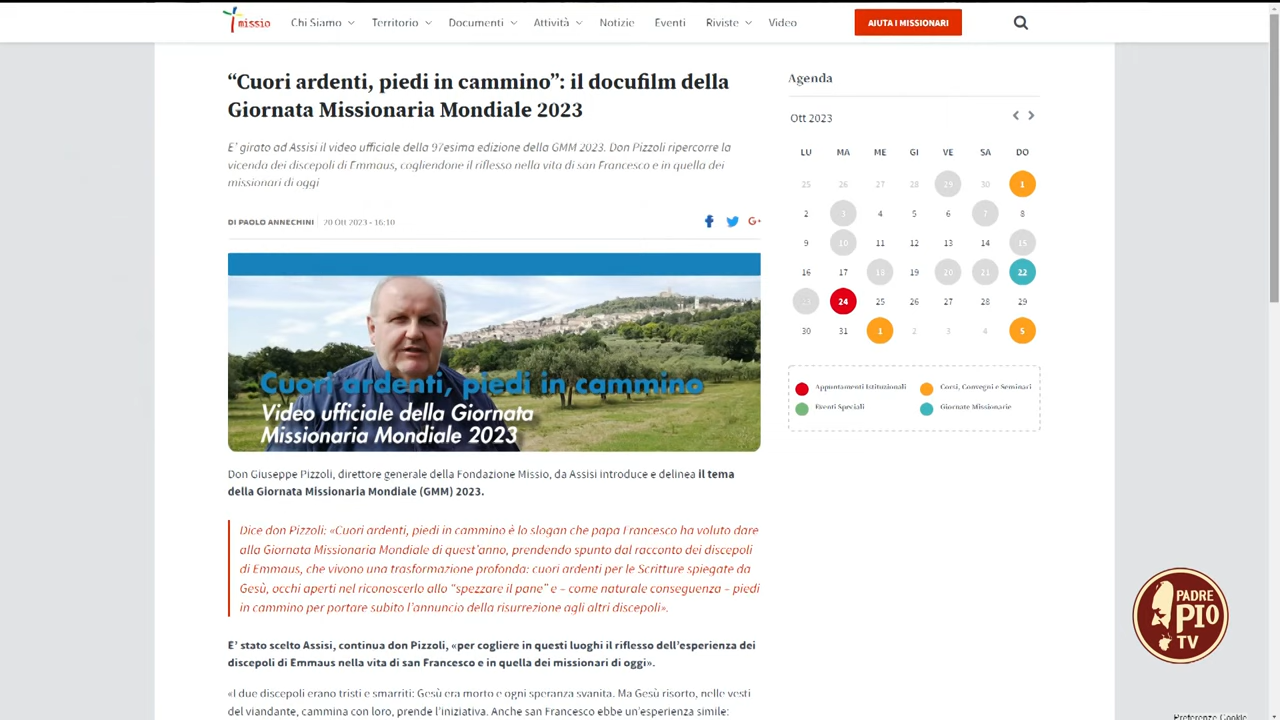 missio
Chi Siamo Territorio Documenti Attività Notizie Eventi Riviste Video
AIUTA I MISSIONARI
“Cuori ardenti, piedi in cammino”: il docufilm della
Giornata Missionaria Mondiale 2023
E' girato ad Assisi il video ufficiale della 97esima edizione della GMM 2023. Don Pizzoli ripercorre la
vicenda dei discepoli di Emmaus, cogliendone il riflesso nella vita di san Francesco e in quella dei
missionari di oggi
DI PAOLO ANNECHINI 20 Ott 2023 - 16:10
G+
Cuori ardenti, piedi in cammino
Video ufficiale della Giornata
Missionaria Mondiale 2023
Don Giuseppe Pizzoli, direttore generale della Fondazione Missio, da Assisi introduce e delinea il tema
della Giornata Missionaria Mondiale (GMM) 2023.
Dice don Pizzoli: «Cuori ardenti, piedi in cammino è lo slogan che papa Francesco ha voluto dare
alla Giornata Missionaria Mondiale di quest'anno, prendendo spunto dal racconto dei discepoli
di Emmaus, che vivono una trasformazione profonda: cuori ardenti per le Scritture spiegate da
Gesù, occhi aperti nel riconoscerlo allo “spezzare il pane” e – come naturale conseguenza – piedi
in cammino per portare subito l'annuncio della risurrezione agli altri discepoli».
E' stato scelto Assisi, continua don Pizzoli, «per cogliere in questi luoghi il riflesso dell'esperienza dei
discepoli di Emmaus nella vita di san Francesco e in quella dei missionari di oggi».
«I due discepoli erano tristi e smarriti: Gesù era morto e ogni speranza svanita. Ma Gesù risorto, nelle vesti
del viandante, cammina con loro, prende l'iniziativa. Anche san Francesco ebbe un'esperienza simile:
Agenda
Ott 2023
LU MA ME GI VE SA DO
25 26 27 28 29 30 1
2 3 4 5 6 7 8
9 10 11 12 13 14 15
16 17 18 19 20 21 22
23 24 25 26 27 28 29
30 31 1 2 3 4 5
Appuntamenti Istituzionali Corsi, Convegni e Seminari
Eventi Speciali Giornate Missionarie
PADRE
PIO
TV
Preferenze Cookie